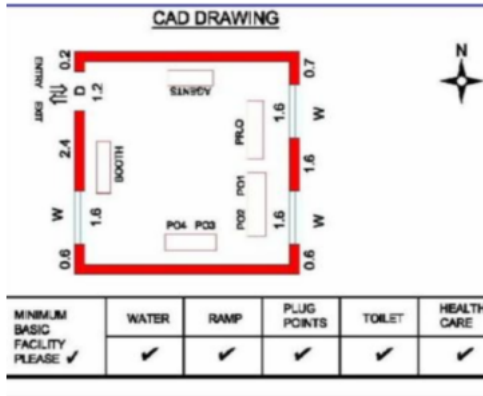 CAD DRAWING
N
0.2
0.7
ENTRY
EXIT
D
1.2
AGENTS
1.6
W
PRO
2.4
BOOTH
1.6
PO1
PO2
W
1.6
PO4 PO3
1.6
W
0.6
0.6
MINIMUM
BASIC
FACILITY
PLEASE ✓
WATER
RAMP
PLUG
POINTS
TOILET
HEALTH
CARE
✓ ✓ ✓ ✓ ✓